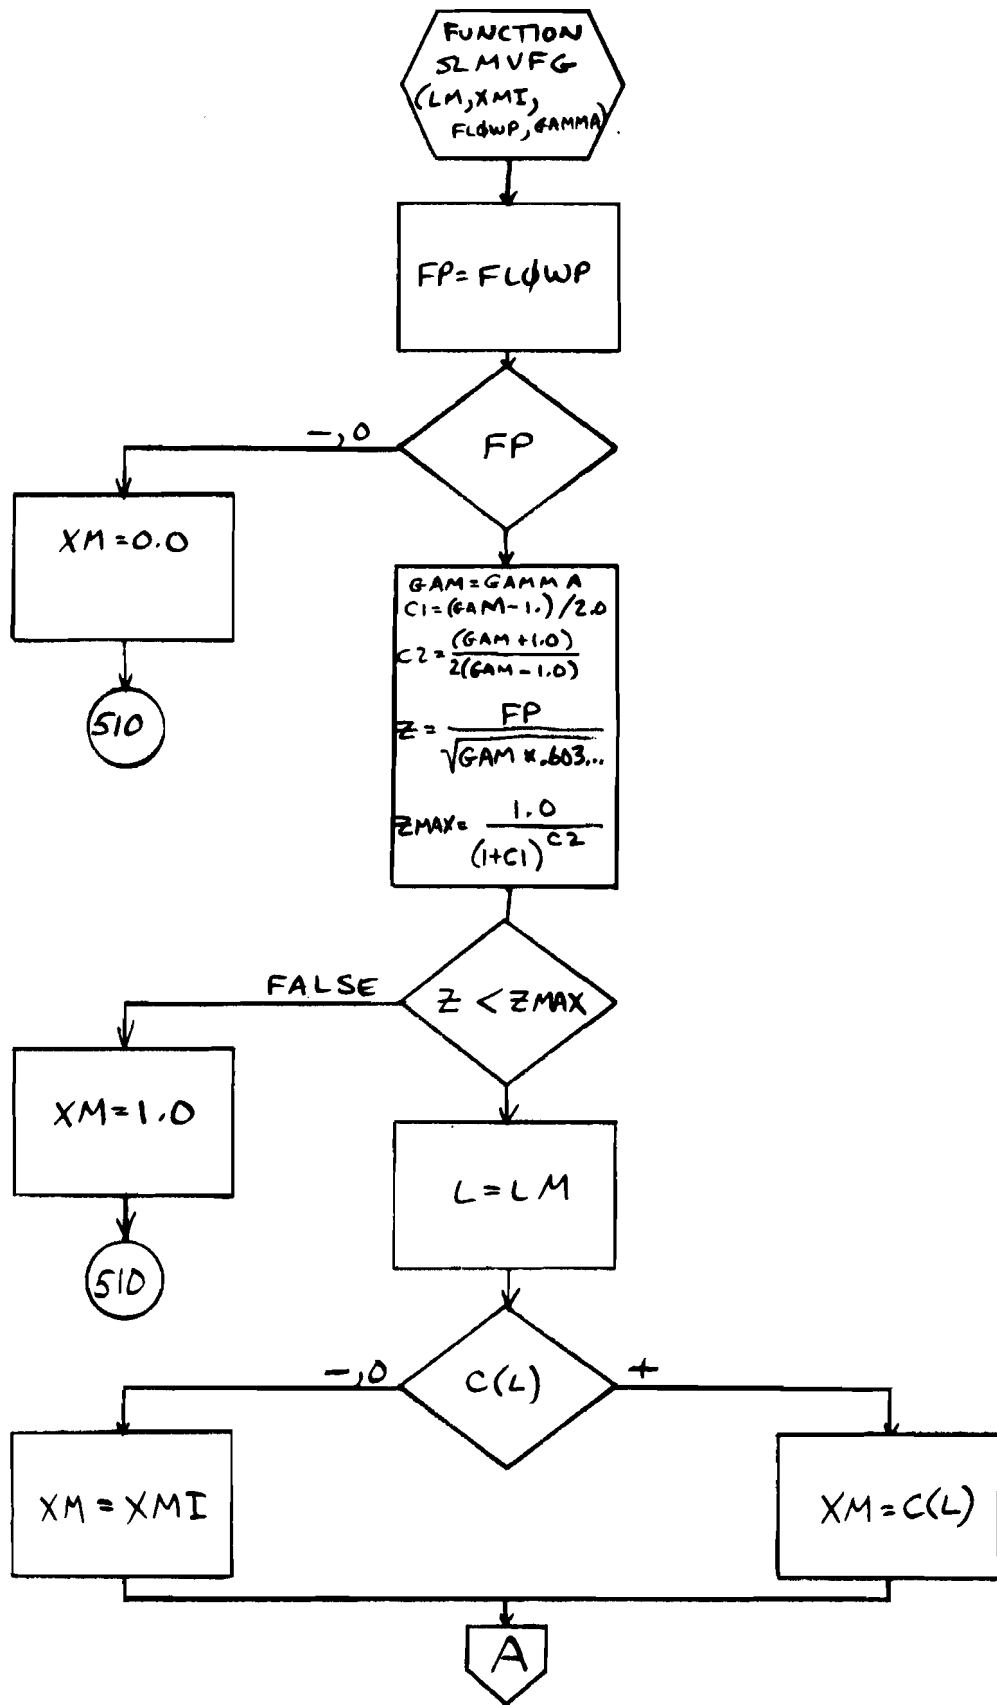 FUNCTION
SLMVFG
(LM,XMI,
FLØWP,GAMMA)
FP=FLØWP
-,0
FP
XM=0.0
510
GAM=GAMMA
C1=(GAM-1.)/2.0
C2=(GAM+1.0)
2(GAM-1.0)
Z= FP
√GAM*.603...
ZMAX= 1.0
(1+C1)^C2
FALSE
Z<ZMAX
XM=1.0
L=LM
510
-,0
C(L)
+
XM=XMI
XM=C(L)
A